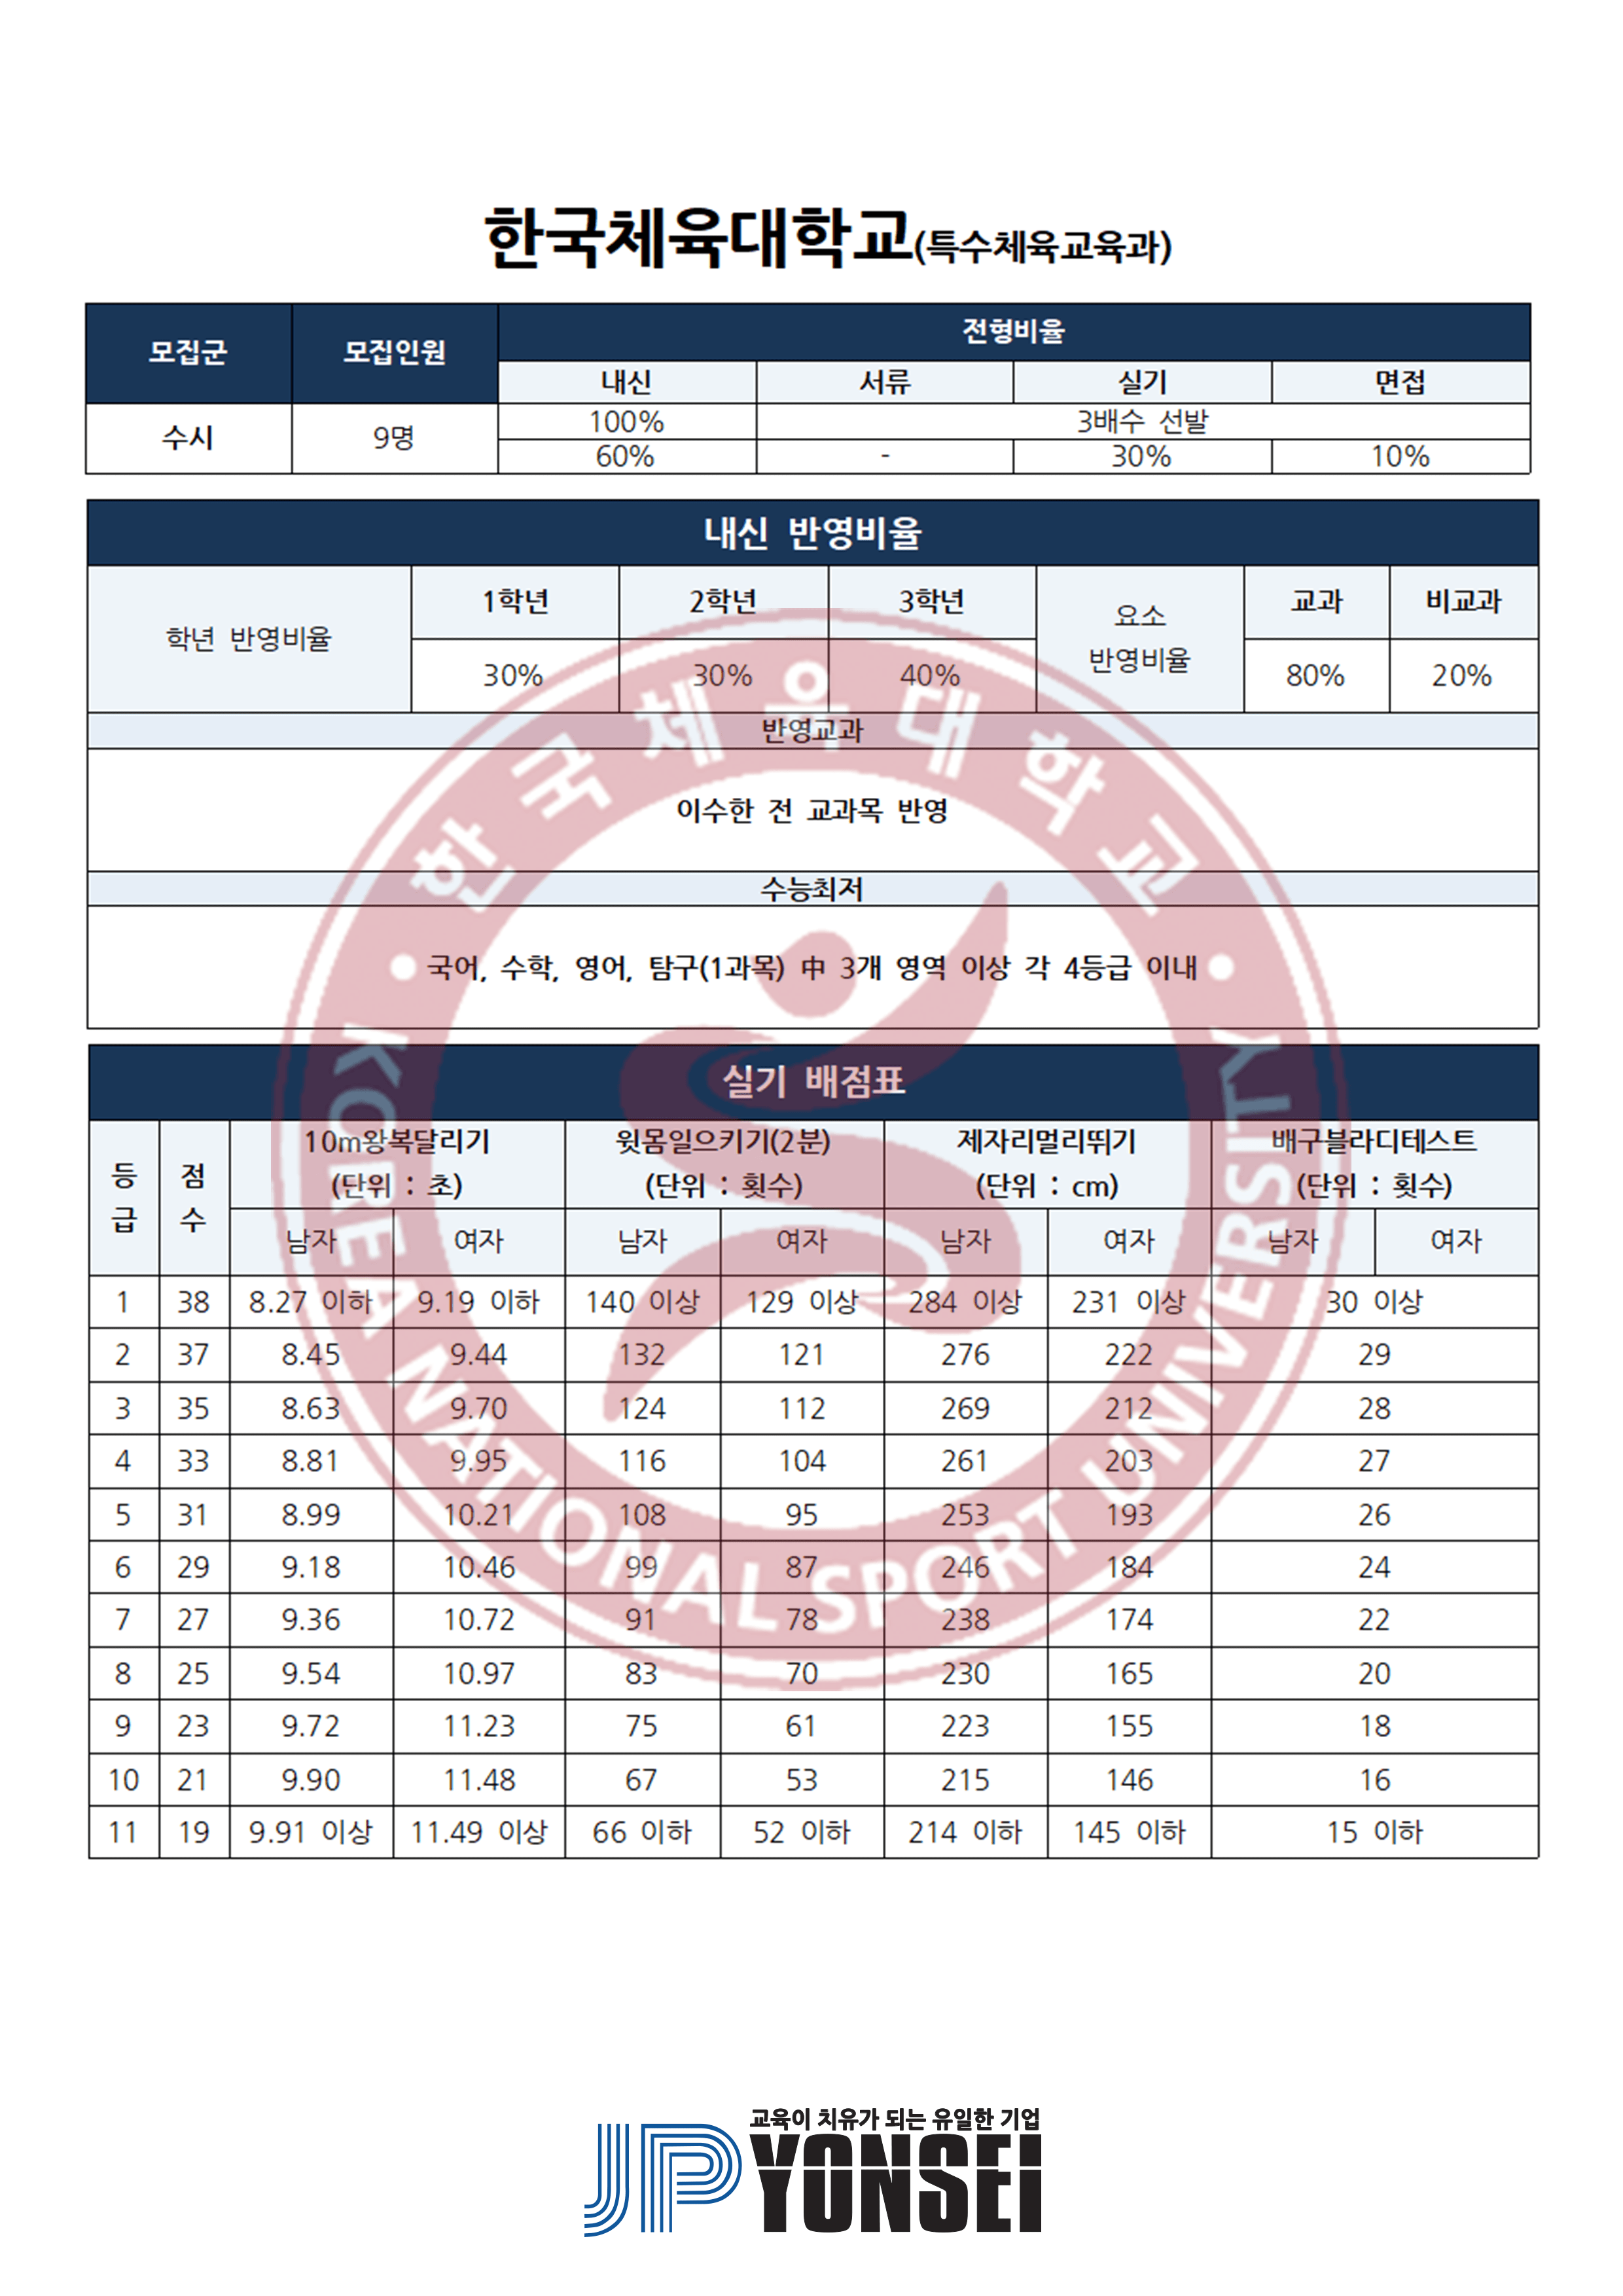 한국체육대학교(특수체육교육과)
모집군 모집인원 전형비율
내신 서류 실기 면접
수시 9명 100% 3배수 선발
60% - 30% 10%
내신 반영비율
학년 반영비율 1학년 2학년 3학년 요소 반영비율 교과 비교과
30% 30% 40% 80% 20%
반영교과
이수한 전 교과목 반영
수능최저
국어, 수학, 영어, 탐구(1과목) 中 3개 영역 이상 각 4등급 이내
실기 배점표
등급 점수 10m왕복달리기 (단위 : 초) 윗몸일으키기(2분) (단위 : 횟수) 제자리멀리뛰기 (단위 : cm) 배구블라디테스트 (단위 : 횟수)
남자 여자 남자 여자 남자 여자 남자 여자
1 38 8.27 이하 9.19 이하 140 이상 129 이상 284 이상 231 이상 30 이상
2 37 8.45 9.44 132 121 276 222 29
3 35 8.63 9.70 124 112 269 212 28
4 33 8.81 9.95 116 104 261 203 27
5 31 8.99 10.21 108 95 253 193 26
6 29 9.18 10.46 99 87 246 184 24
7 27 9.36 10.72 91 78 238 174 22
8 25 9.54 10.97 83 70 230 165 20
9 23 9.72 11.23 75 61 223 155 18
10 21 9.90 11.48 67 53 215 146 16
11 19 9.91 이상 11.49 이상 66 이하 52 이하 214 이하 145 이하 15 이하
한국체육대학교
KOREA NATIONAL SPORT UNIVERSITY
교육이 치유가 되는 유일한 기업
JP YONSEI